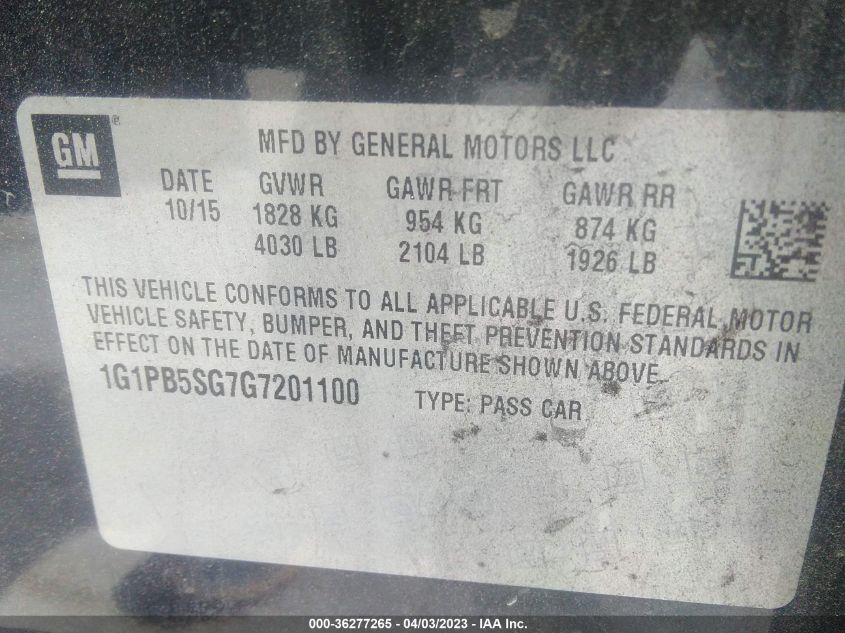 GM®
MFD BY GENERAL MOTORS LLC
DATE GVWR GAWR FRT GAWR RR
10/15 1828 KG 954 KG 874 KG
4030 LB 2104 LB 1926 LB
THIS VEHICLE CONFORMS TO ALL APPLICABLE U.S. FEDERAL MOTOR
VEHICLE SAFETY, BUMPER, AND THEFT PREVENTION STANDARDS IN
EFFECT ON THE DATE OF MANUFACTURE SHOWN ABOVE.
1G1PB5SG7G7201100 TYPE: PASS CAR
000-36277265 - 04/03/2023 - IAA Inc.